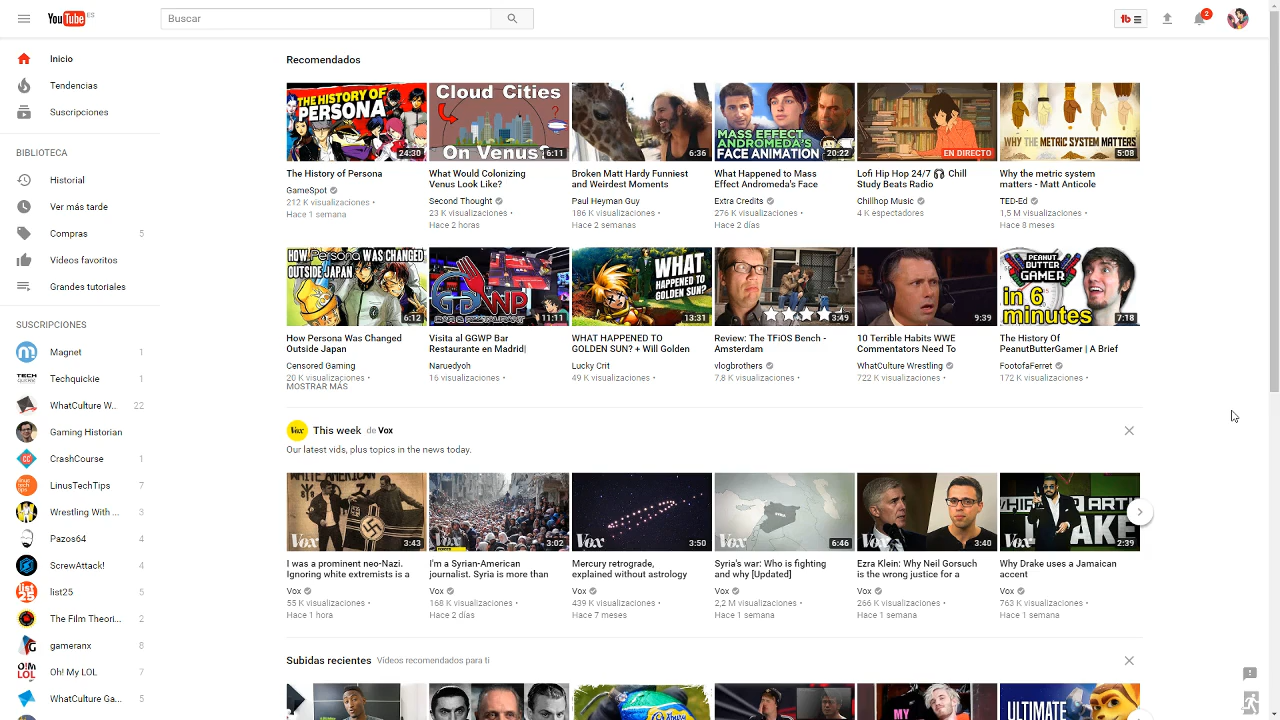 YouTube ES
Buscar
tb
2
Inicio
Tendencias
Suscripciones
BIBLIOTECA
Historial
Ver más tarde
Compras 5
Vídeos favoritos
Grandes tutoriales
SUSCRIPCIONES
Magnet 1
Techquickie 1
WhatCulture W... 22
Gaming Historian
CrashCourse 1
LinusTechTips 7
Wrestling With ... 3
Pazos64 4
ScrewAttack! 4
list25 5
The Film Theori... 2
gameranx 8
Oh! My LOL 7
WhatCulture Ga... 5
Recomendados
THE HISTORY OF PERSONA
24:30
Cloud Cities
On Venus?
6:11
6:36
MASS EFFECT
ANDROMEDA'S
FACE ANIMATION
20:22
EN DIRECTO
WHY THE METRIC SYSTEM MATTERS
5:08
The History of Persona
GameSpot
212 K visualizaciones •
Hace 1 semana
What Would Colonizing
Venus Look Like?
Second Thought
23 K visualizaciones •
Hace 2 horas
Broken Matt Hardy Funniest
and Weirdest Moments
Paul Heyman Guy
186 K visualizaciones •
Hace 2 semanas
What Happened to Mass
Effect Andromeda's Face
Extra Credits
276 K visualizaciones •
Hace 2 días
Lofi Hip Hop 24/7 🎧 Chill
Study Beats Radio
Chillhop Music
4 K espectadores
Why the metric system
matters - Matt Anticole
TED-Ed
1,5 M visualizaciones •
Hace 8 meses
HOW Persona WAS CHANGED
OUTSIDE JAPAN
6:12
GGWP
BAR & RESTAURANT
11:11
WHAT
HAPPENED TO
GOLDEN SUN?
13:31
3:49
9:39
PEANUT
BUTTER
GAMER
in 6
minutes
7:18
How Persona Was Changed
Outside Japan
Censored Gaming
20 K visualizaciones •
MOSTRAR MÁS
Visita al GGWP Bar
Restaurante en Madrid|
Naruedyoh
16 visualizaciones •
WHAT HAPPENED TO
GOLDEN SUN? + Will Golden
Lucky Crit
49 K visualizaciones •
Review: The TFiOS Bench -
Amsterdam
vlogbrothers
7,8 K visualizaciones •
10 Terrible Habits WWE
Commentators Need To
WhatCulture Wrestling
722 K visualizaciones •
The History Of
PeanutButterGamer | A Brief
FootofaFerret
172 K visualizaciones •
Vox This week de Vox
Our latest vids, plus topics in the news today.
WHITE AMERICAN
Vox
3:43
Vox
3:02
Vox
3:50
SYRIA
6:46
Vox
3:40
Vox
2:39
I was a prominent neo-Nazi.
Ignoring white extremists is a
Vox
55 K visualizaciones •
Hace 1 hora
I'm a Syrian-American
journalist. Syria is more than
Vox
168 K visualizaciones •
Hace 2 días
Mercury retrograde,
explained without astrology
Vox
439 K visualizaciones •
Hace 7 meses
Syria's war: Who is fighting
and why [Updated]
Vox
2,2 M visualizaciones •
Hace 1 semana
Ezra Klein: Why Neil Gorsuch
is the wrong justice for a
Vox
266 K visualizaciones •
Hace 1 semana
Why Drake uses a Jamaican
accent
Vox
763 K visualizaciones •
Hace 1 semana
Subidas recientes Vídeos recomendados para ti
MY
ULTIMATE